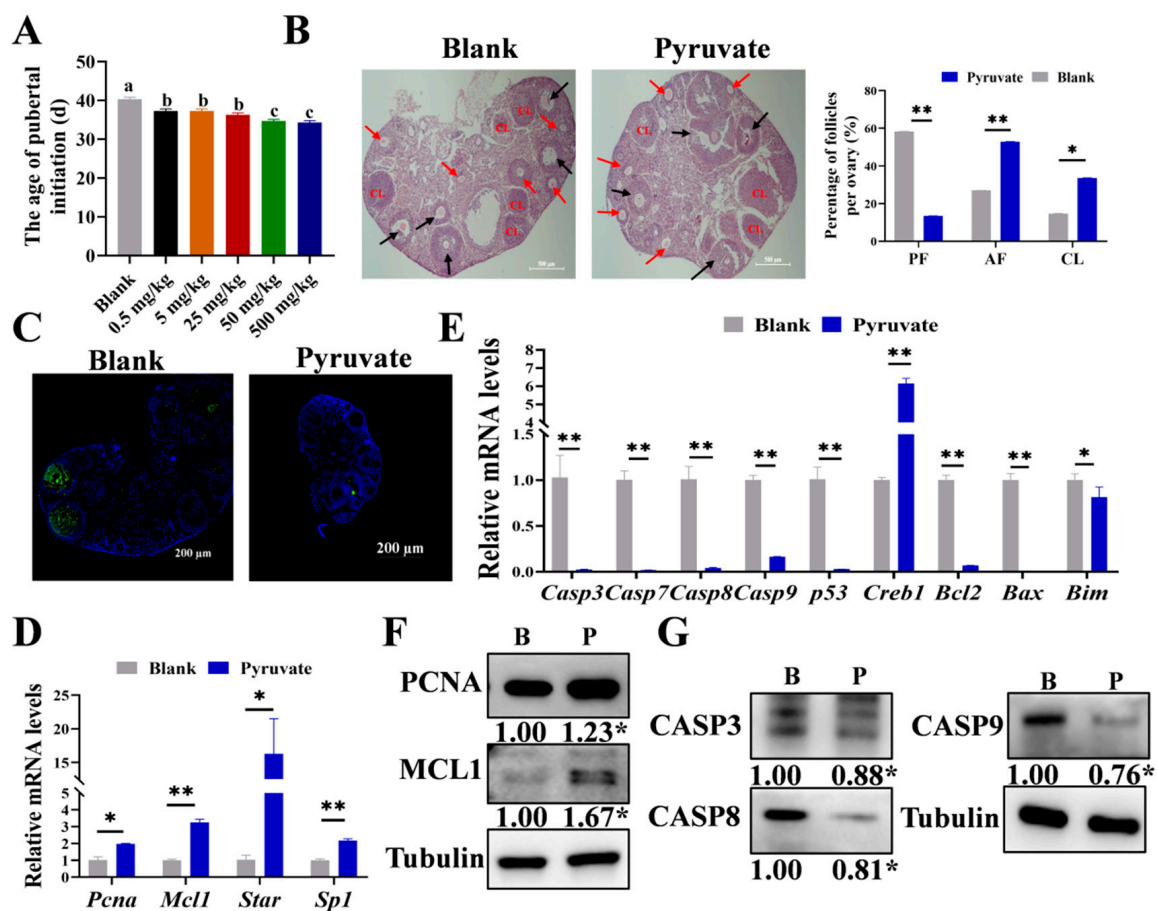 A
The age of pubertal
initiation (d)
50
40
30
20
10
0
a
b
b
b
c
c
Blank
0.5 mg/kg
5 mg/kg
25 mg/kg
50 mg/kg
500 mg/kg
B
Blank
Pyruvate
CL
CL
CL
CL
CL
500 μm
CL
CL
CL
CL
500 μm
Pyruvate
Blank
Perentage of follicles
per ovary (%)
80
60
40
20
0
**
**
*
PF
AF
CL
C
Blank
Pyruvate
200 μm
200 μm
E
Blank
Pyruvate
Relative mRNA levels
8
7
6
5
4
1.5
1.0
0.5
0.0
**
**
**
**
**
**
**
**
*
Casp3
Casp7
Casp8
Casp9
p53
Creb1
Bcl2
Bax
Bim
D
Blank
Pyruvate
Relative mRNA levels
25
20
15
5
4
3
2
1
0
*
**
*
**
Pcna
Mcl1
Star
Sp1
F
B P
PCNA
1.00 1.23*
MCL1
1.00 1.67*
Tubulin
G
B P
CASP3
1.00 0.88*
CASP8
1.00 0.81*
B P
CASP9
1.00 0.76*
Tubulin